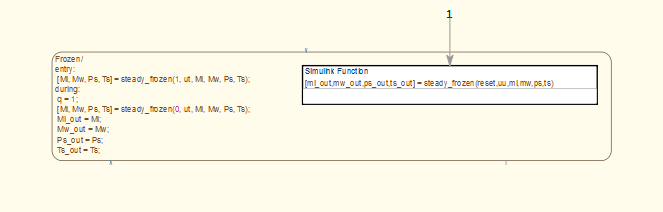 1
Frozen/
entry:
[Ml, Mw, Ps, Ts] = steady_frozen(1, ut, Ml, Mw, Ps, Ts);
during:
q = 1;
[Ml, Mw, Ps, Ts] = steady_frozen(0, ut, Ml, Mw, Ps, Ts);
Ml_out = Ml;
Mw_out = Mw;
Ps_out = Ps;
Ts_out = Ts;
Simulink Function
[ml_out,mw_out,ps_out,ts_out] = steady_frozen(reset,uu,ml,mw,ps,ts)